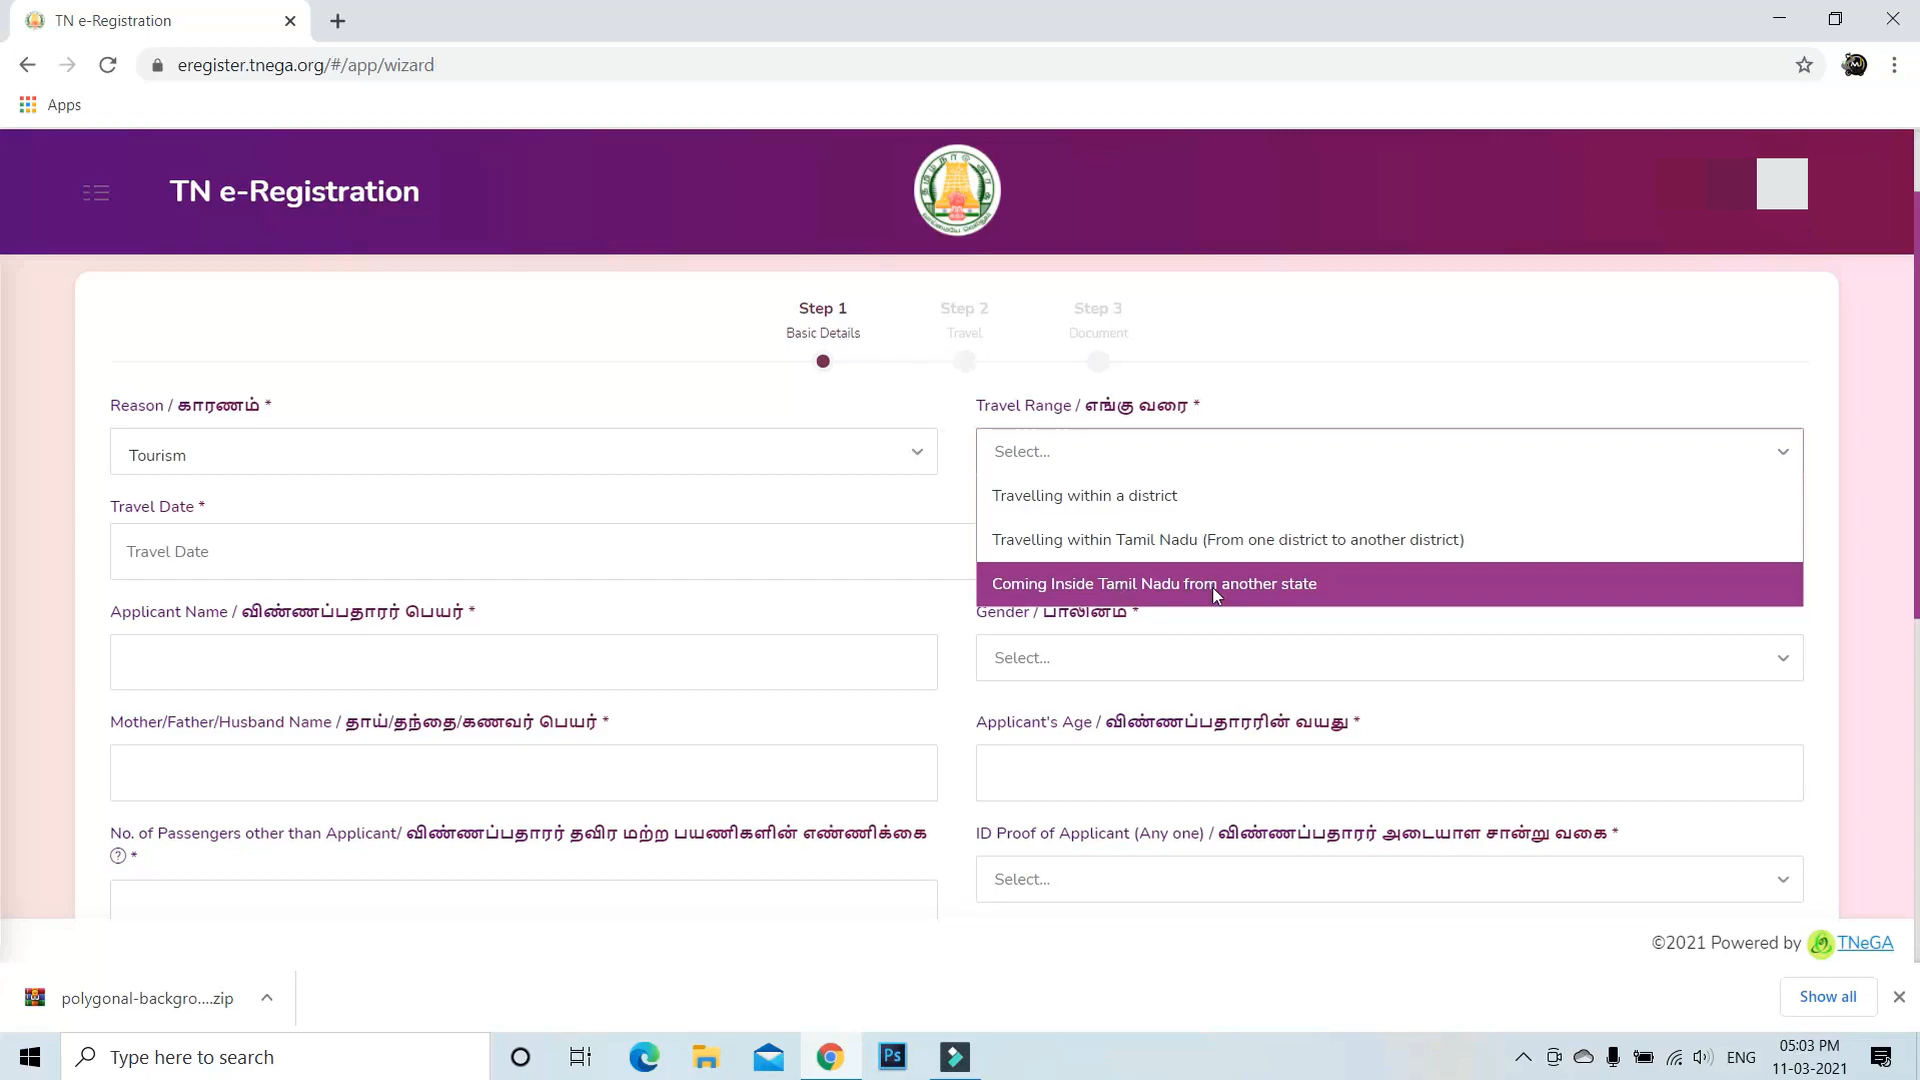 TN e-Registration
eregister.tnega.org/#/app/wizard
Apps
TN e-Registration
Step 1
Basic Details
Step 2
Travel
Step 3
Document
Reason / காரணம் *
Travel Range / எங்கு வரை *
Tourism
Select...
Travelling within a district
Travelling within Tamil Nadu (From one district to another district)
Coming Inside Tamil Nadu from another state
Travel Date *
Travel Date
Applicant Name / விண்ணப்பதாரர் பெயர் *
Gender / பாலினம் *
Select...
Mother/Father/Husband Name / தாய்/தந்தை/கணவர் பெயர் *
Applicant's Age / விண்ணப்பதாரரின் வயது *
No. of Passengers other than Applicant/ விண்ணப்பதாரர் தவிர மற்ற பயணிகளின் எண்ணிக்கை
? *
ID Proof of Applicant (Any one) / விண்ணப்பதாரர் அடையாள சான்று வகை *
Select...
©2021 Powered by TNeGA
polygonal-backgro....zip
Show all
Type here to search
Ps
ENG
05:03 PM
11-03-2021